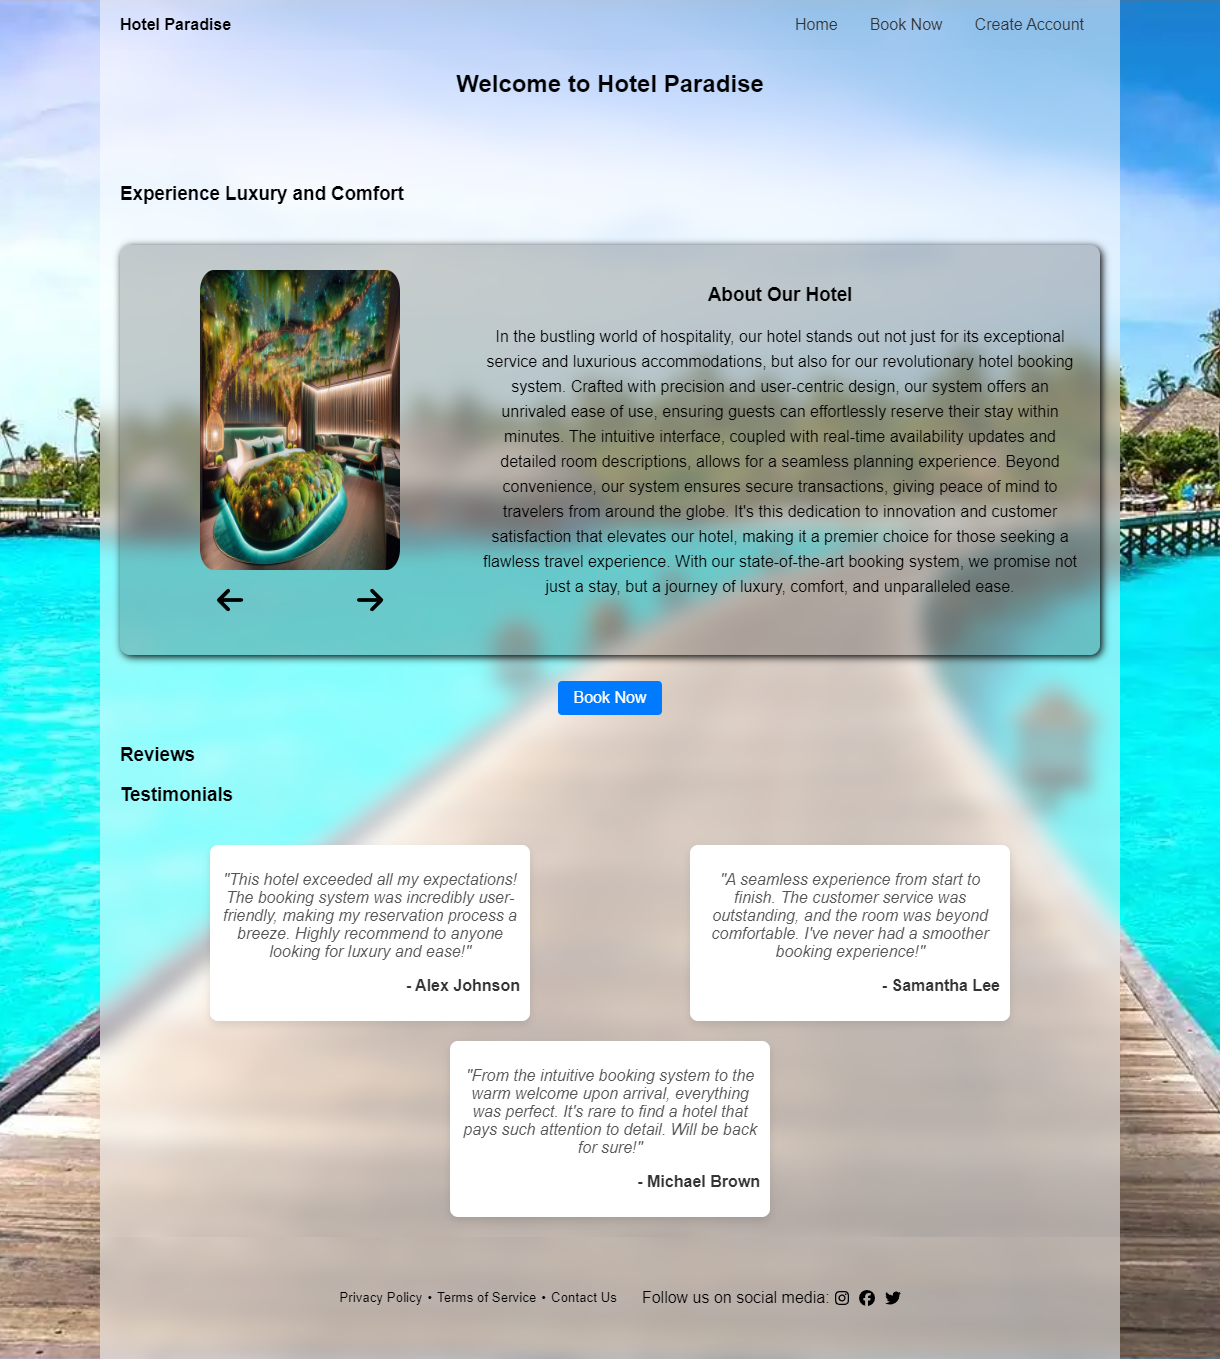 Hotel Paradise
Home Book Now Create Account
Welcome to Hotel Paradise
Experience Luxury and Comfort
About Our Hotel
In the bustling world of hospitality, our hotel stands out not just for its exceptional
service and luxurious accommodations, but also for our revolutionary hotel booking
system. Crafted with precision and user-centric design, our system offers an
unrivaled ease of use, ensuring guests can effortlessly reserve their stay within
minutes. The intuitive interface, coupled with real-time availability updates and
detailed room descriptions, allows for a seamless planning experience. Beyond
convenience, our system ensures secure transactions, giving peace of mind to
travelers from around the globe. It's this dedication to innovation and customer
satisfaction that elevates our hotel, making it a premier choice for those seeking a
flawless travel experience. With our state-of-the-art booking system, we promise not
just a stay, but a journey of luxury, comfort, and unparalleled ease.
Book Now
Reviews
Testimonials
"This hotel exceeded all my expectations!
The booking system was incredibly user-
friendly, making my reservation process a
breeze. Highly recommend to anyone
looking for luxury and ease!"
- Alex Johnson
"A seamless experience from start to
finish. The customer service was
outstanding, and the room was beyond
comfortable. I've never had a smoother
booking experience!"
- Samantha Lee
"From the intuitive booking system to the
warm welcome upon arrival, everything
was perfect. It's rare to find a hotel that
pays such attention to detail. Will be back
for sure!"
- Michael Brown
Privacy Policy • Terms of Service • Contact Us Follow us on social media: